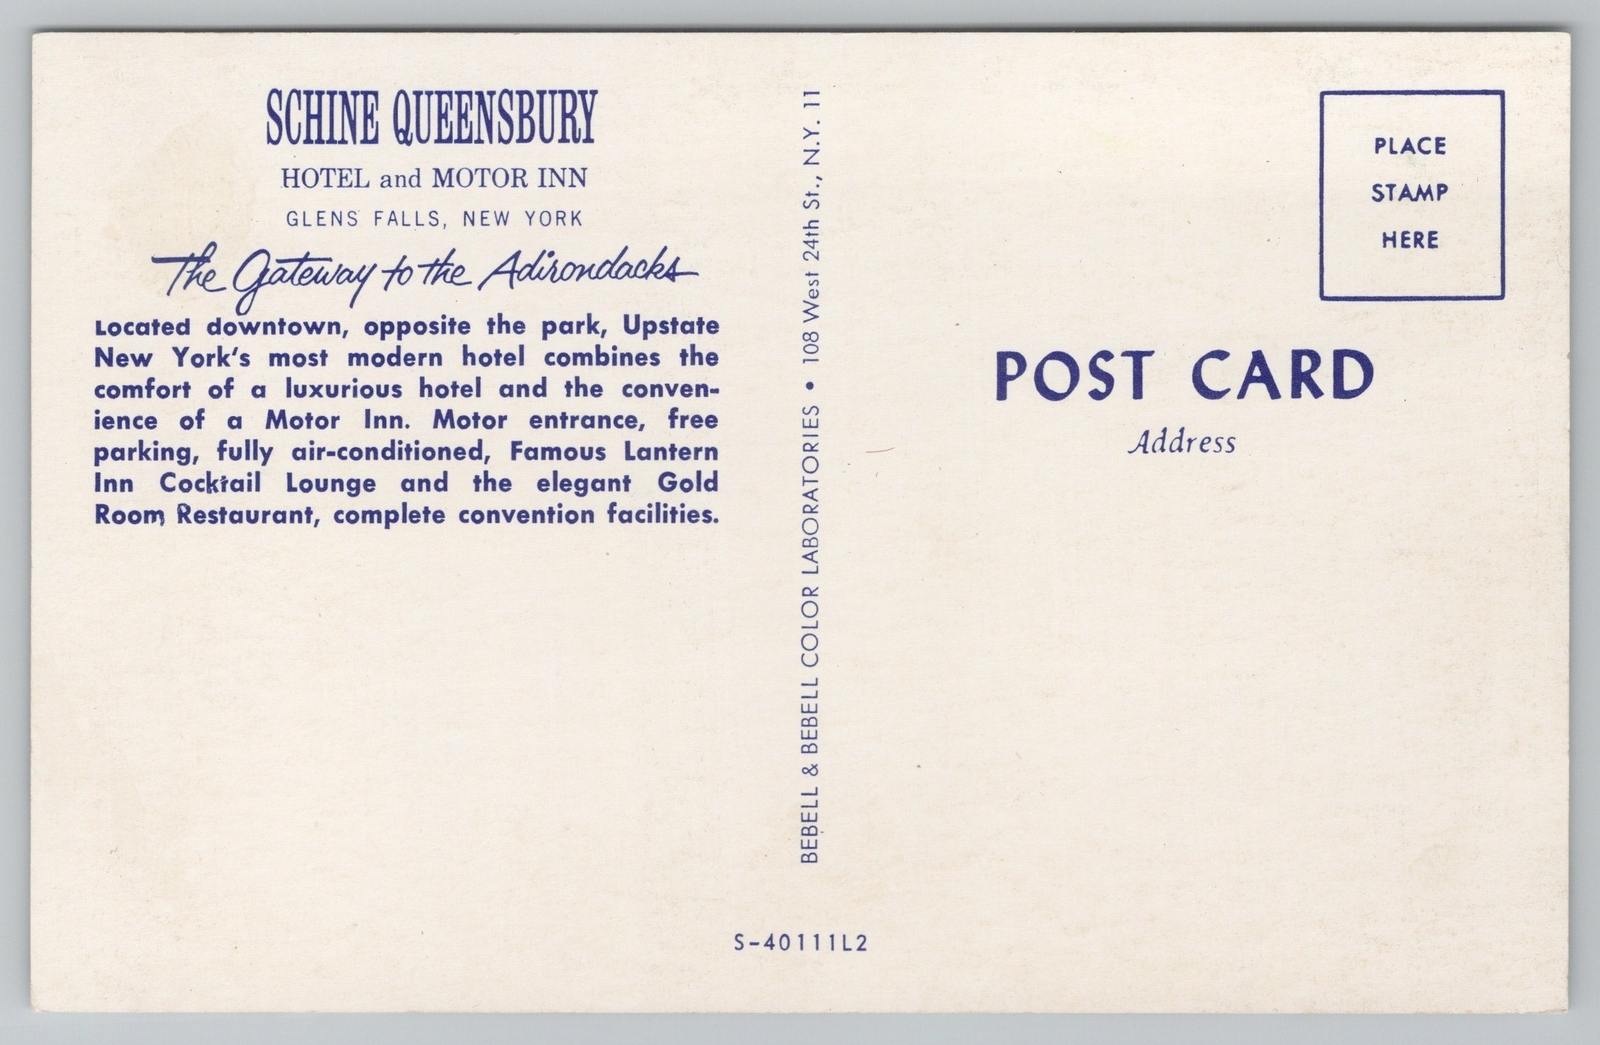 SCHINE QUEENSBURY
HOTEL and MOTOR INN
GLENS FALLS, NEW YORK
The Gateway to the Adirondacks
Located downtown, opposite the park, Upstate
New York's most modern hotel combines the
comfort of a luxurious hotel and the conven-
ience of a Motor Inn. Motor entrance, free
parking, fully air-conditioned, Famous Lantern
Inn Cocktail Lounge and the elegant Gold
Room Restaurant, complete convention facilities.
BEBELL & BEBELL COLOR LABORATORIES • 108 West 24th St., N.Y. 11
PLACE
STAMP
HERE
POST CARD
Address
S-40111L2